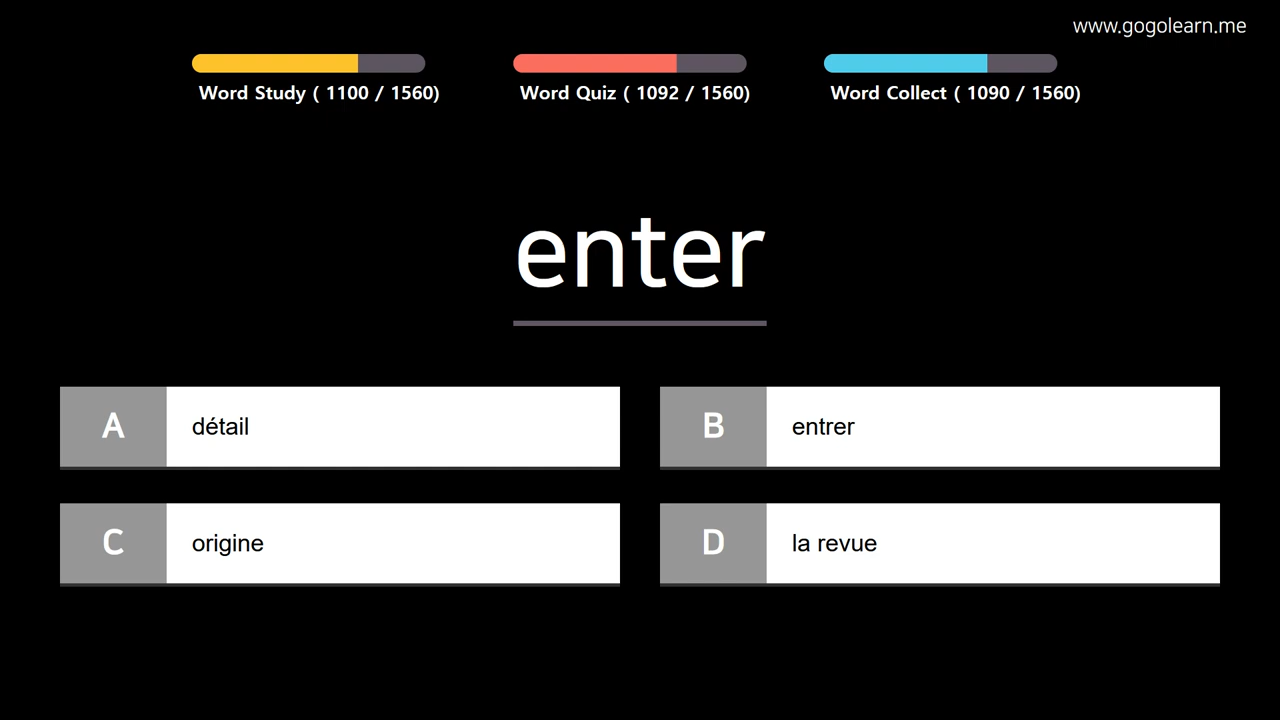 www.gogolearn.me
Word Study ( 1100 / 1560)
Word Quiz ( 1092 / 1560)
Word Collect ( 1090 / 1560)
enter
A détail
B entrer
C origine
D la revue